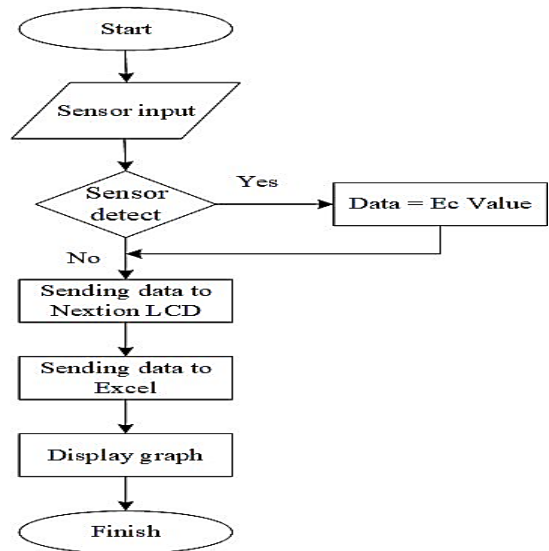 Start
Sensor input
Sensor
detect
Yes
Data = Ec Value
No
Sending data to
Nextion LCD
Sending data to
Excel
Display graph
Finish